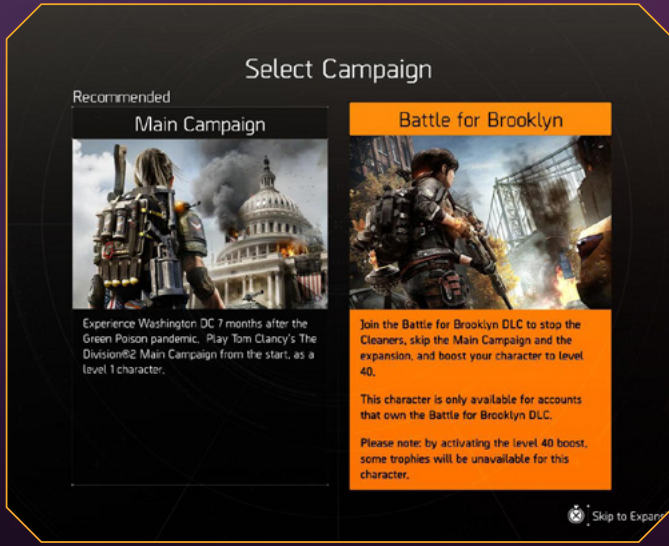 Select Campaign
Recommended
Main Campaign
Experience Washington DC 7 months after the
Green Poison pandemic. Play Tom Clancy's The
Division®2 Main Campaign from the start, as a
level 1 character.
Battle for Brooklyn
Join the Battle for Brooklyn DLC to stop the
Cleaners, skip the Main Campaign and the
expansion, and boost your character to level
40.
This character is only available for accounts
that own the Battle for Brooklyn DLC.
Please note: by activating the level 40 boost,
some trophies will be unavailable for this
character.
Skip to Expans